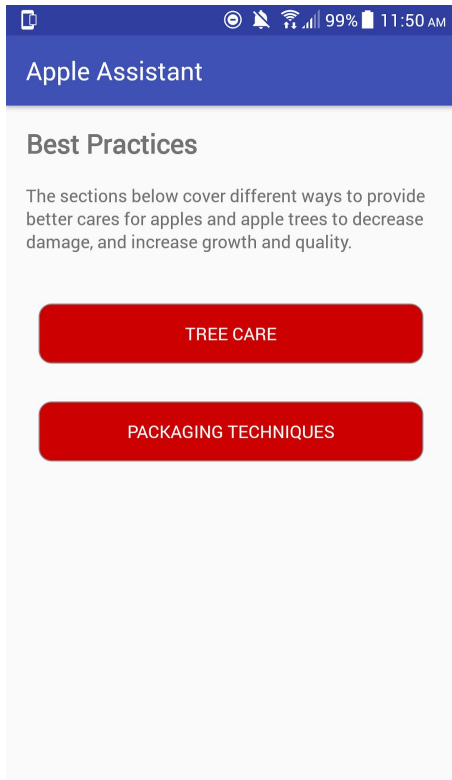 99% 11:50 AM
Apple Assistant
Best Practices
The sections below cover different ways to provide
better cares for apples and apple trees to decrease
damage, and increase growth and quality.
TREE CARE
PACKAGING TECHNIQUES